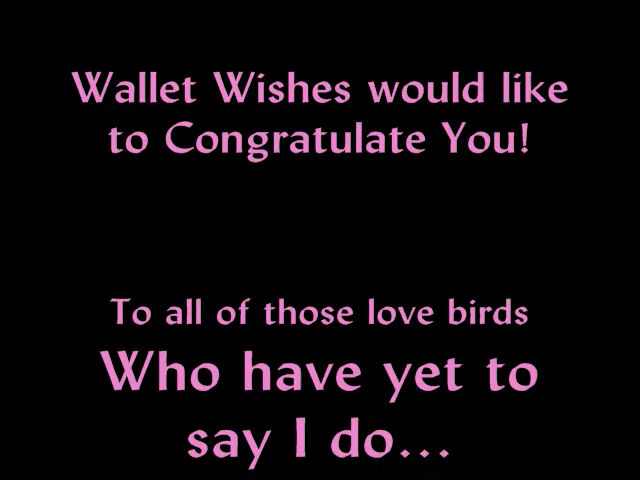 Wallet Wishes would like
to Congratulate You!
To all of those love birds
Who have yet to
say I do...